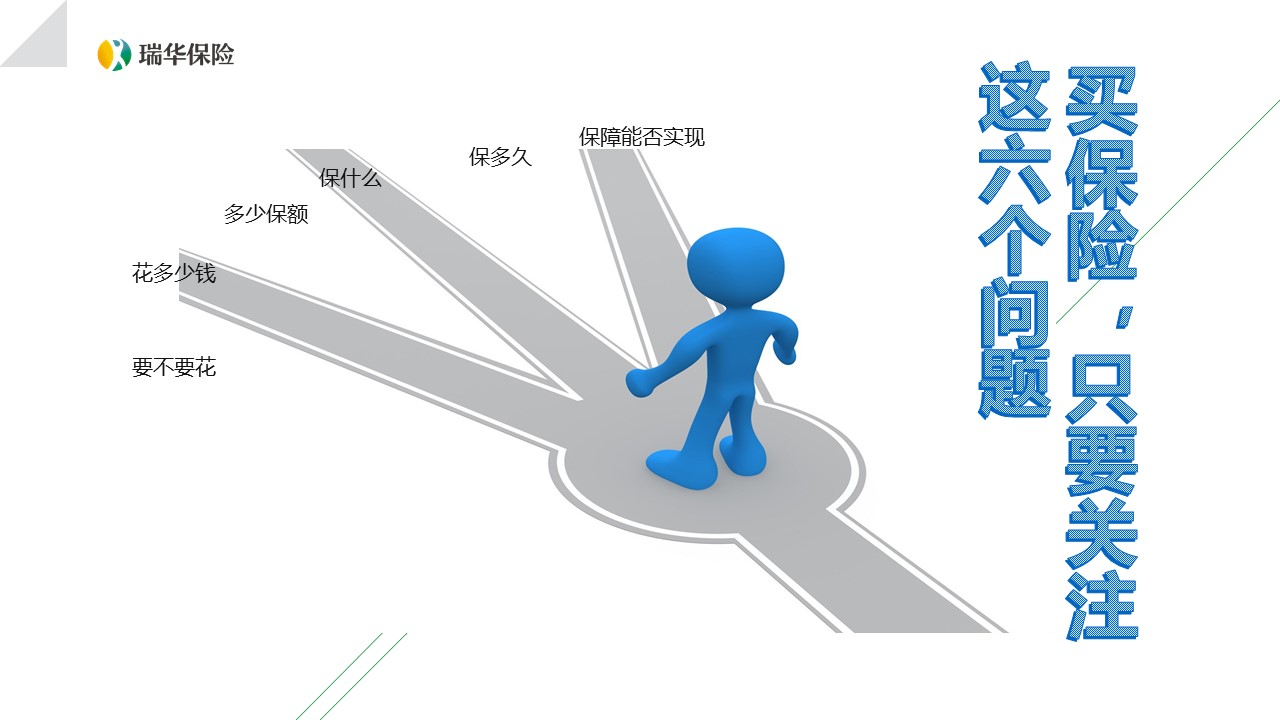 瑞华保险
买保险，只要关注
这六个问题
保障能否实现
保多久
保什么
多少保额
花多少钱
要不要花